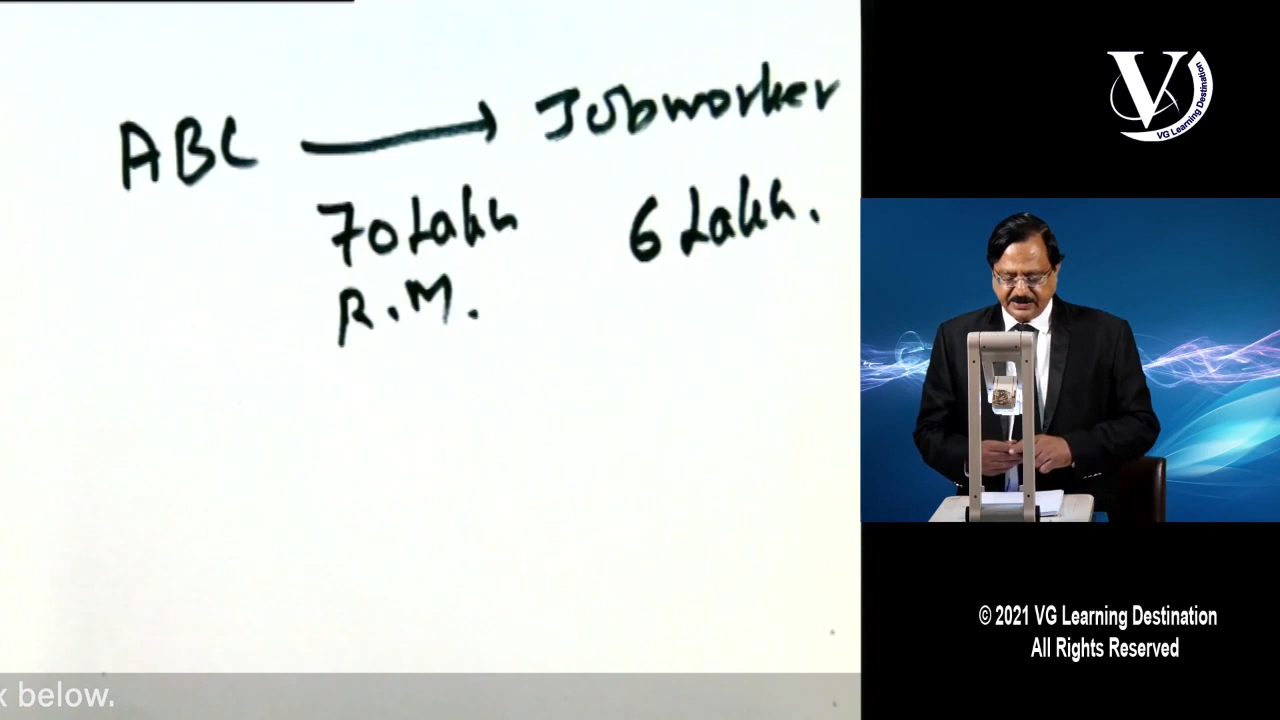 ABC → Jobworker
70 Lakh 6 Lakh.
R.M.
V
VG Learning Destination
© 2021 VG Learning Destination
All Rights Reserved
below.